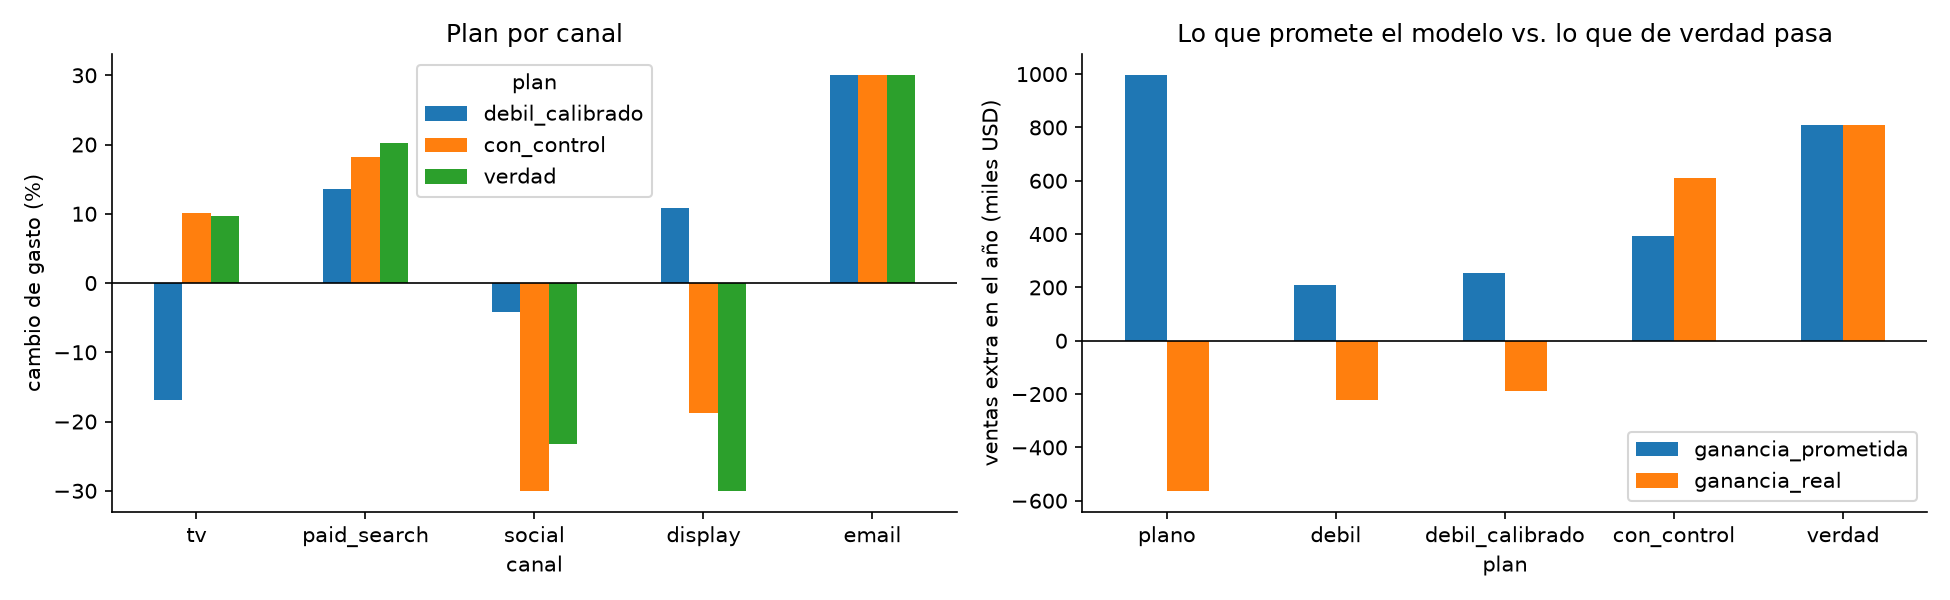 Plan por canal
cambio de gasto (%)
30
20
10
0
−10
−20
−30
plan
debil_calibrado
con_control
verdad
tv
paid_search
social
display
email
canal
Lo que promete el modelo vs. lo que de verdad pasa
ventas extra en el año (miles USD)
1000
800
600
400
200
0
−200
−400
−600
ganancia_prometida
ganancia_real
plano
debil
debil_calibrado
con_control
verdad
plan